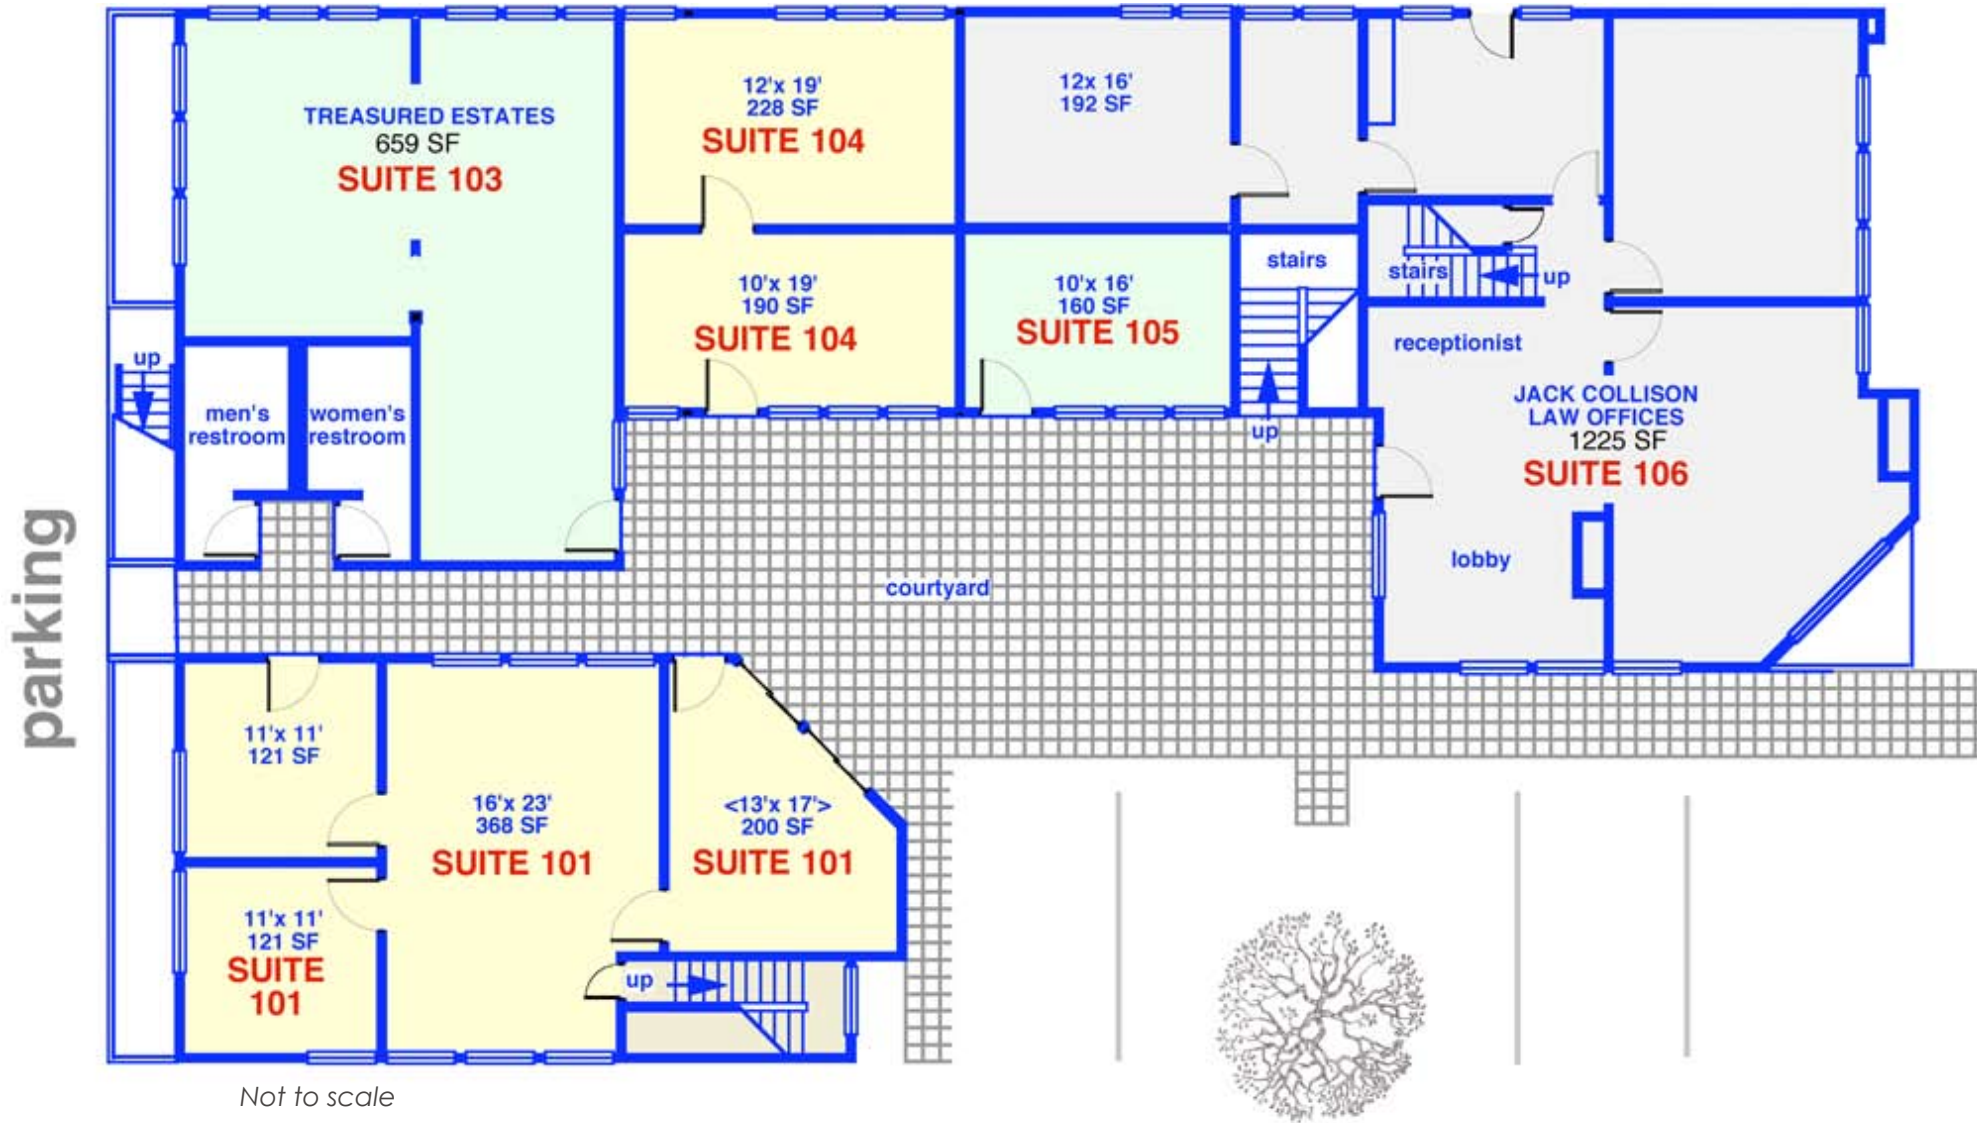 TREASURED ESTATES
659 SF
SUITE 103
12'x 19'
228 SF
SUITE 104
12x 16'
192 SF
10'x 19'
190 SF
SUITE 104
10'x 16'
160 SF
SUITE 105
stairs
up
stairs
up
receptionist
JACK COLLISON
LAW OFFICES
1225 SF
SUITE 106
lobby
up
men's
restroom
women's
restroom
parking
courtyard
11'x 11'
121 SF
16'x 23'
368 SF
SUITE 101
<13'x 17'>
200 SF
SUITE 101
11'x 11'
121 SF
SUITE
101
up
Not to scale